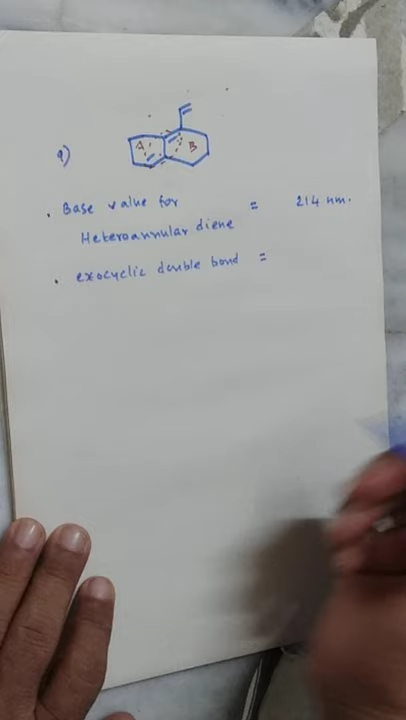 9)
A
B
. Base value for = 214 nm.
Heteroannular diene
. exocyclic double bond =